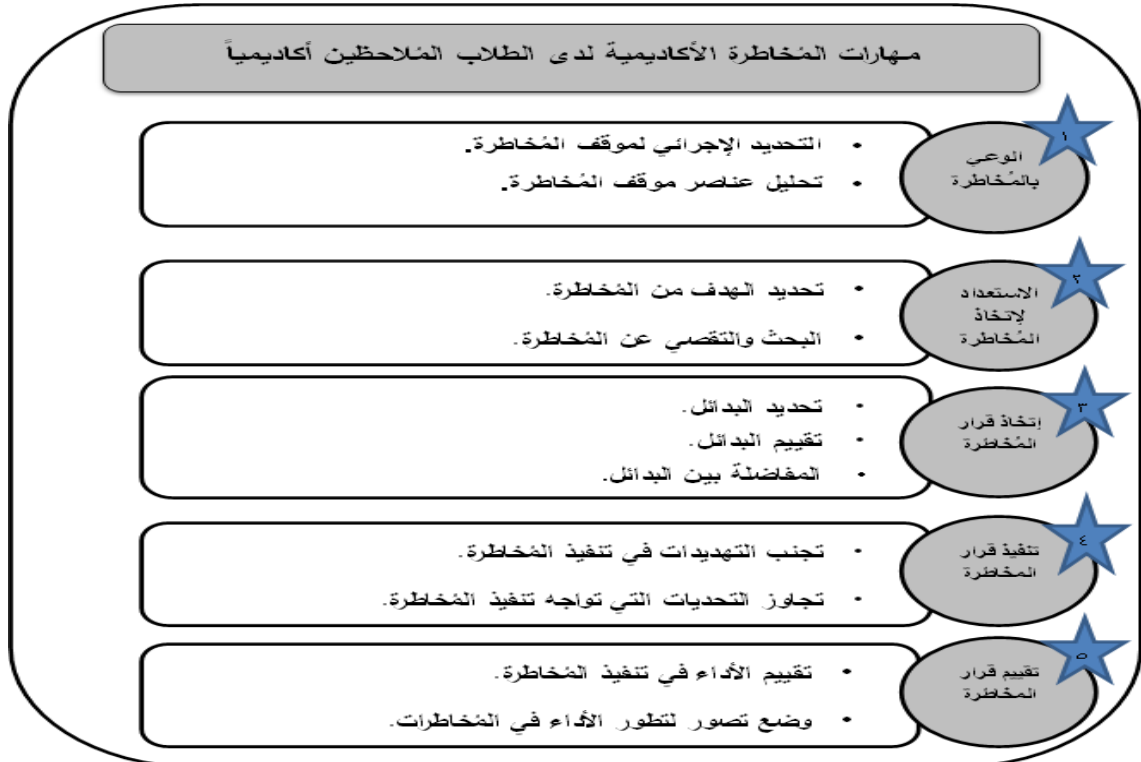 مهارات المُخاطرة الأكاديمية لدى الطلاب المُلاحظين أكاديمياً
١
الوعي
بالمُخاطرة
• التحديد الإجرائي لموقف المُخاطرة.
• تحليل عناصر موقف المُخاطرة.
٢
الاستعداد
لإتخاذ
المُخاطرة
• تحديد الهدف من المُخاطرة.
• البحث والتقصي عن المُخاطرة.
٣
إتخاذ قرار
المُخاطرة
• تحديد البدائل.
• تقييم البدائل.
• المفاضلة بين البدائل.
٤
تنفيذ قرار
المخاطرة
• تجنب التهديدات في تنفيذ المُخاطرة.
• تجاوز التحديات التي تواجه تنفيذ المُخاطرة.
٥
تقييم قرار
المخاطرة
• تقييم الأداء في تنفيذ المُخاطرة.
• وضع تصور لتطور الأداء في المُخاطرات.